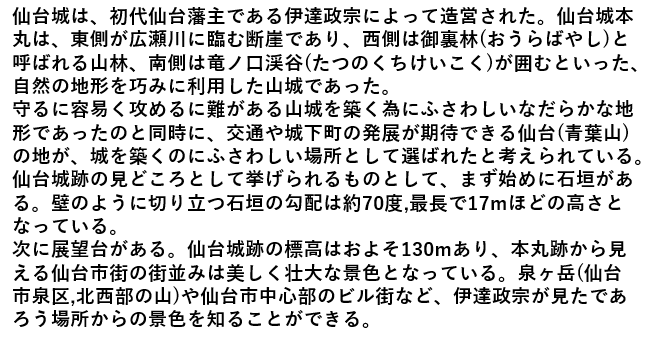 仙台城は、初代仙台藩主である伊達政宗によって造営された。仙台城本
丸は、東側が広瀬川に臨む断崖であり、西側は御裏林(おうらばやし)と
呼ばれる山林、南側は竜ノ口渓谷(たつのくちけいこく)が囲むといった、
自然の地形を巧みに利用した山城であった。
守るに容易く攻めるに難がある山城を築く為にふさわしいなだらかな地
形であったのと同時に、交通や城下町の発展が期待できる仙台(青葉山)
の地が、城を築くのにふさわしい場所として選ばれたと考えられている。
仙台城跡の見どころとして挙げられるものとして、まず始めに石垣があ
る。壁のように切り立つ石垣の勾配は約70度,最長で17mほどの高さと
なっている。
次に展望台がある。仙台城跡の標高はおよそ130mあり、本丸跡から見
える仙台市街の街並みは美しく壮大な景色となっている。泉ヶ岳(仙台
市泉区,北西部の山)や仙台市中心部のビル街など、伊達政宗が見たであ
ろう場所からの景色を知ることができる。